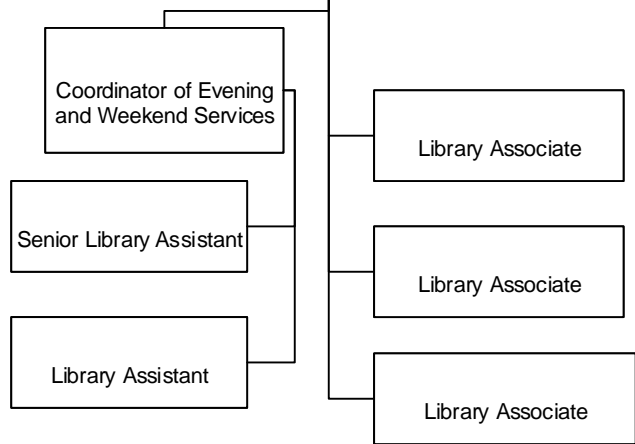 Coordinator of Evening
and Weekend Services
Senior Library Assistant
Library Assistant
Library Associate
Library Associate
Library Associate